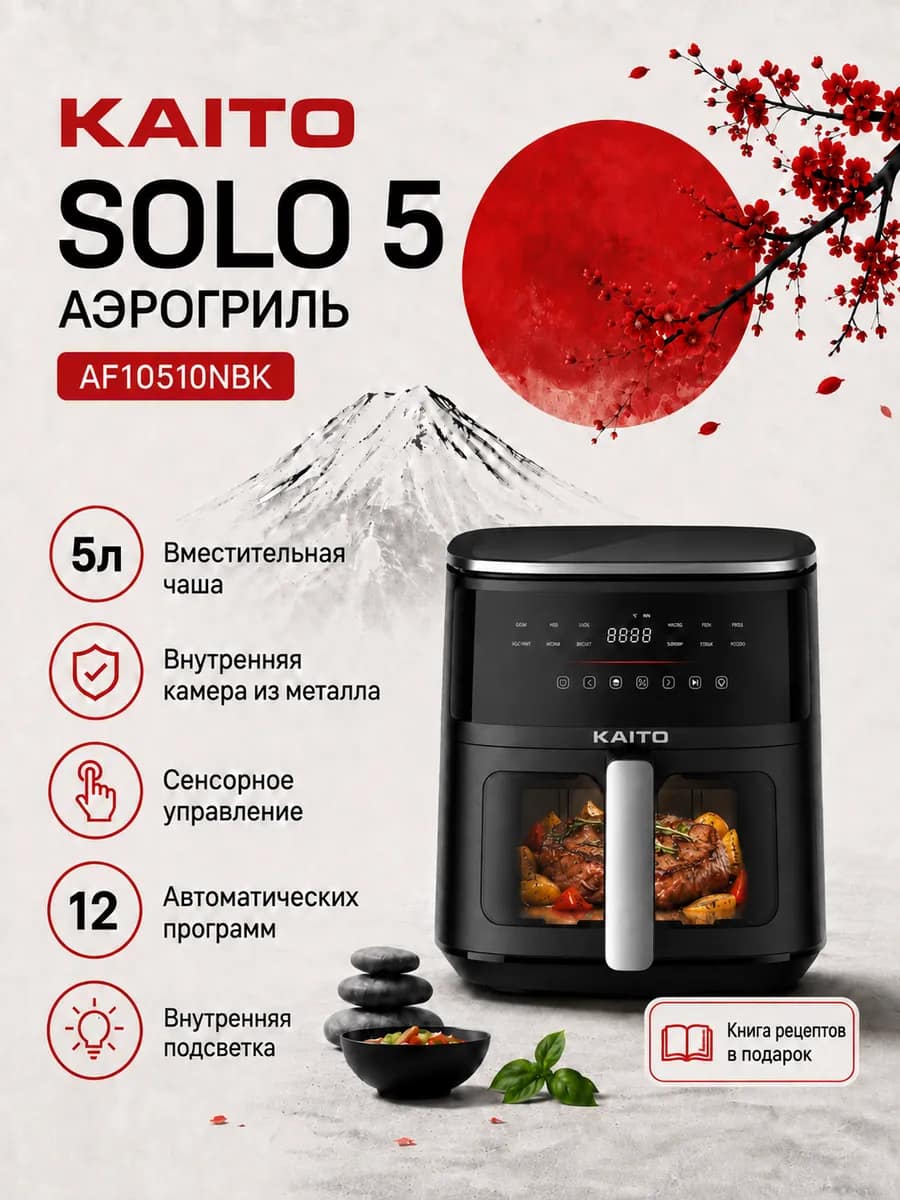 KAITO
SOLO 5
АЭРОГРИЛЬ
AF10510NBK
5л
Вместительная
чаша
Внутренняя
камера из металла
Сенсорное
управление
12
Автоматических
программ
Внутренняя
подсветка
8888
KAITO
Книга рецептов
в подарок